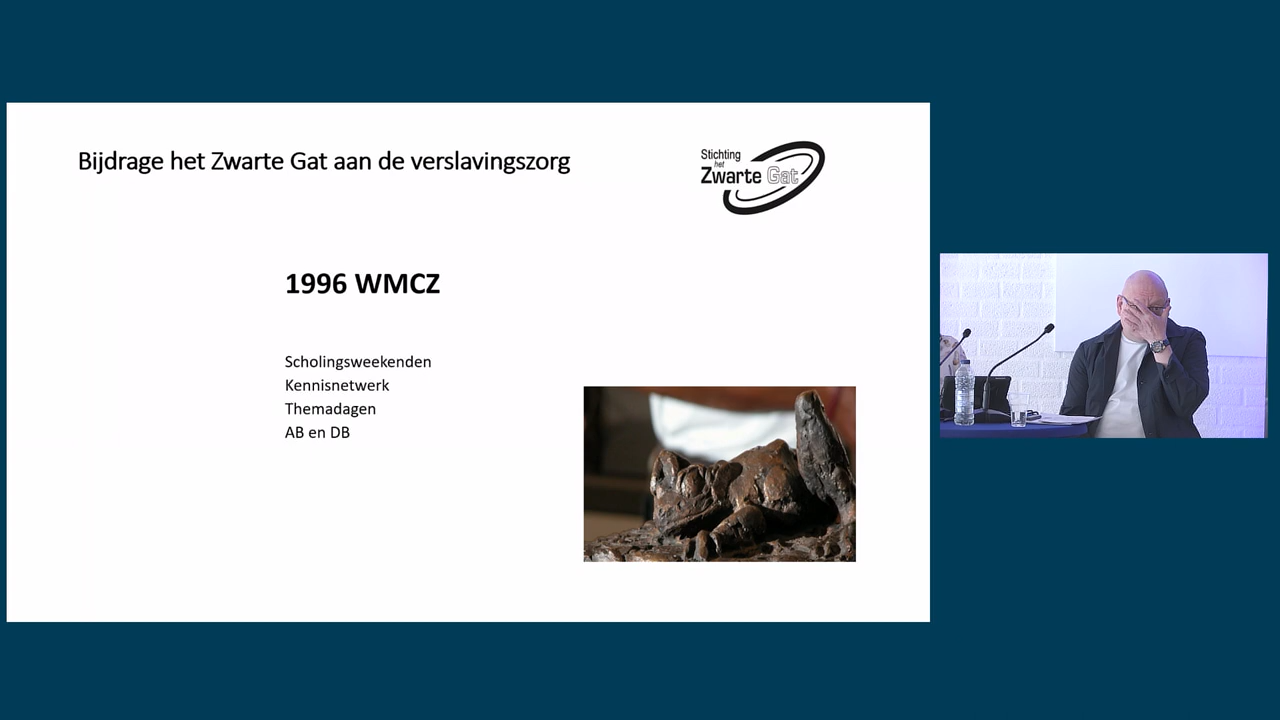 Bijdrage het Zwarte Gat aan de verslavingszorg
Stichting
het
Zwarte Gat
1996 WMCZ
Scholingsweekenden
Kennisnetwerk
Themadagen
AB en DB